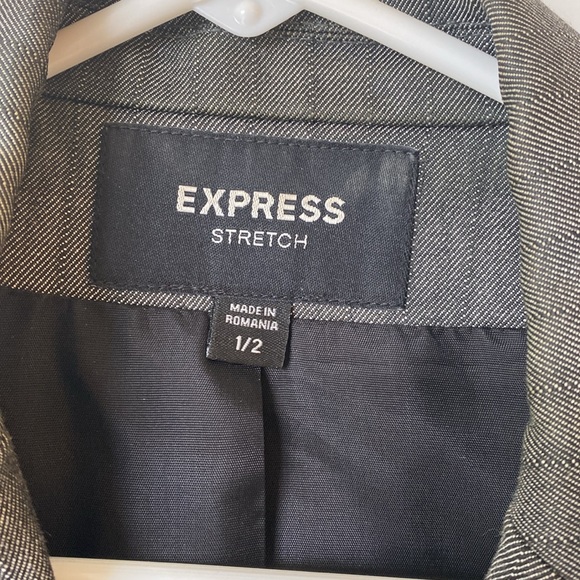 EXPRESS
STRETCH
MADE IN
ROMANIA
1/2